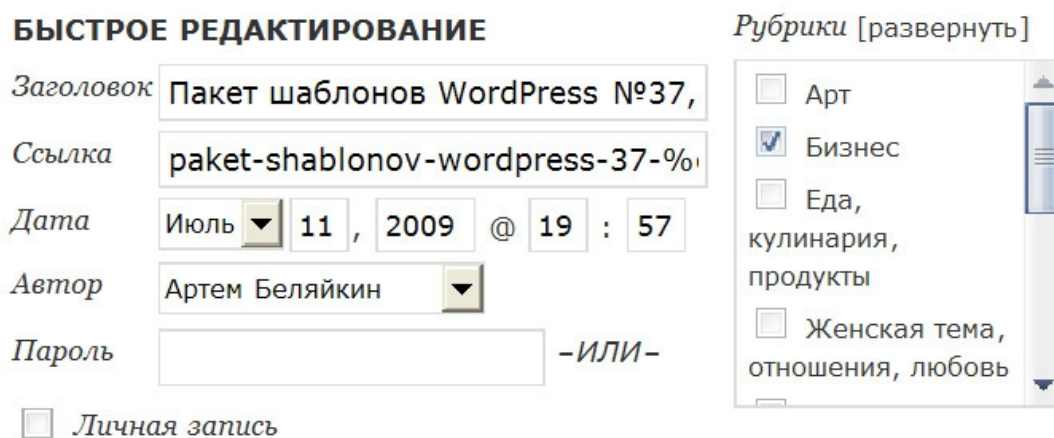 БЫСТРОЕ РЕДАКТИРОВАНИЕ
Заголовок Пакет шаблонов WordPress №37,
Ссылка paket-shablonov-wordpress-37-%
Дата Июль 11 , 2009 @ 19 : 57
Автор Артем Беляйкин
Пароль –ИЛИ–
Личная запись
Рубрики [развернуть]
Арт
Бизнес
Еда,
кулинария,
продукты
Женская тема,
отношения, любовь